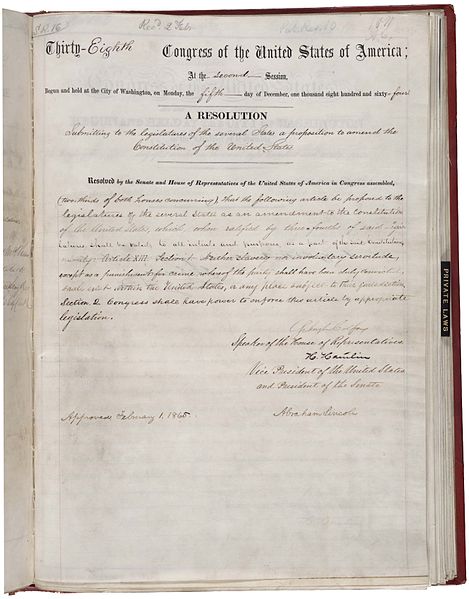 S.R. 16
Rec'd 2 Feb
Thirty-Eighth Congress of the United States of America;
At the second Session,
Begun and held at the City of Washington, on Monday, the fifth day of December, one thousand eight hundred and sixty-four
A RESOLUTION
Submitting to the legislatures of the several States a proposition to amend the
Constitution of the United States.
Resolved by the Senate and House of Representatives of the United States of America in Congress assembled,
(two-thirds of both houses concurring), That the following article be proposed to the
legislatures of the several States as an amendment to the Constitution
of the United States, which, when ratified by three-fourths of said legis-
latures shall be valid, to all intents and purposes, as a part of the said Constitution,
namely: Article XIII. Section 1. Neither slavery nor involuntary servitude,
except as a punishment for crime whereof the party shall have been duly convicted,
shall exist within the United States, or any place subject to their jurisdiction.
Section 2. Congress shall have power to enforce this article by appropriate
legislation.
Schuyler Colfax
Speaker of the House of Representatives
H. Hamlin
Vice President of the United States
and President of the Senate
Approved February 1, 1865
Abraham Lincoln
PRIVATE LAWS